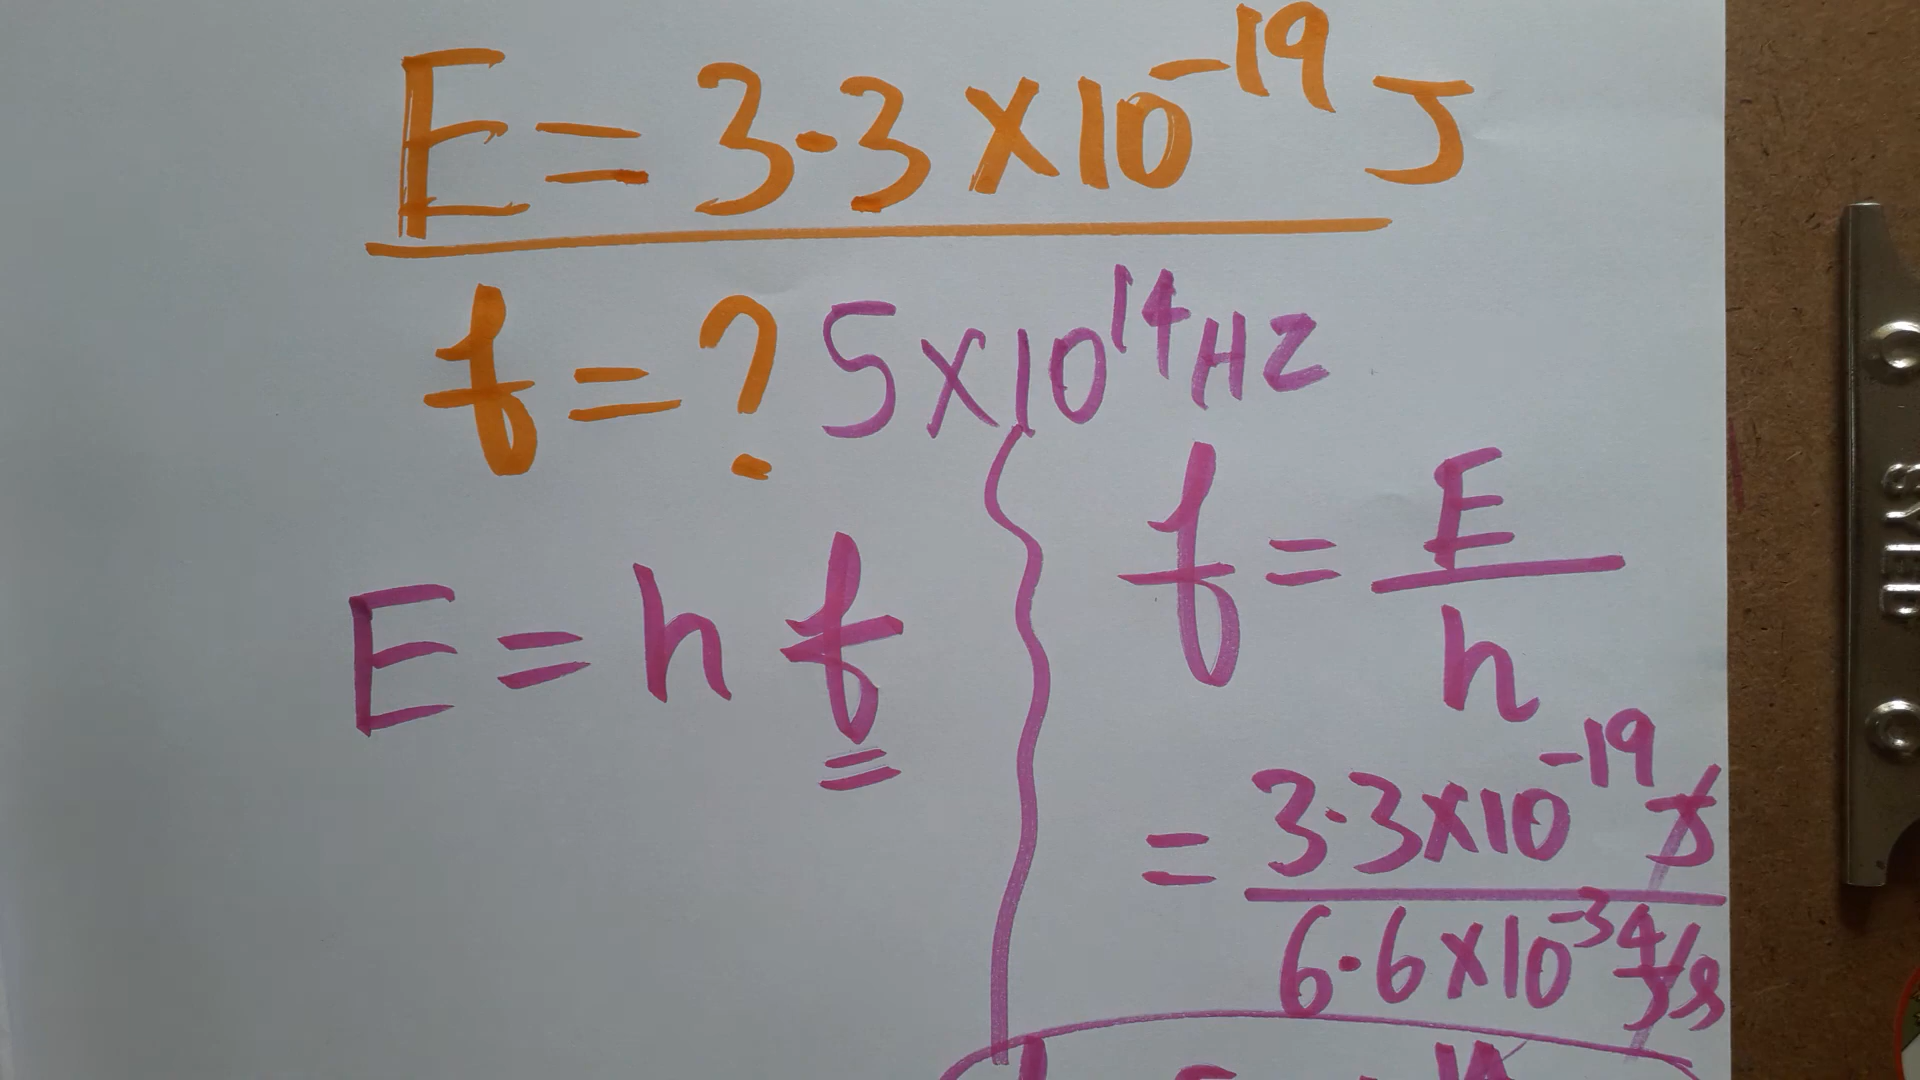 E = 3.3 × 10⁻¹⁹ J
f = ? 5 × 10¹⁴ Hz
E = h f
f = E / h
= 3.3 × 10⁻¹⁹ J / 6.6 × 10⁻³⁴ Js